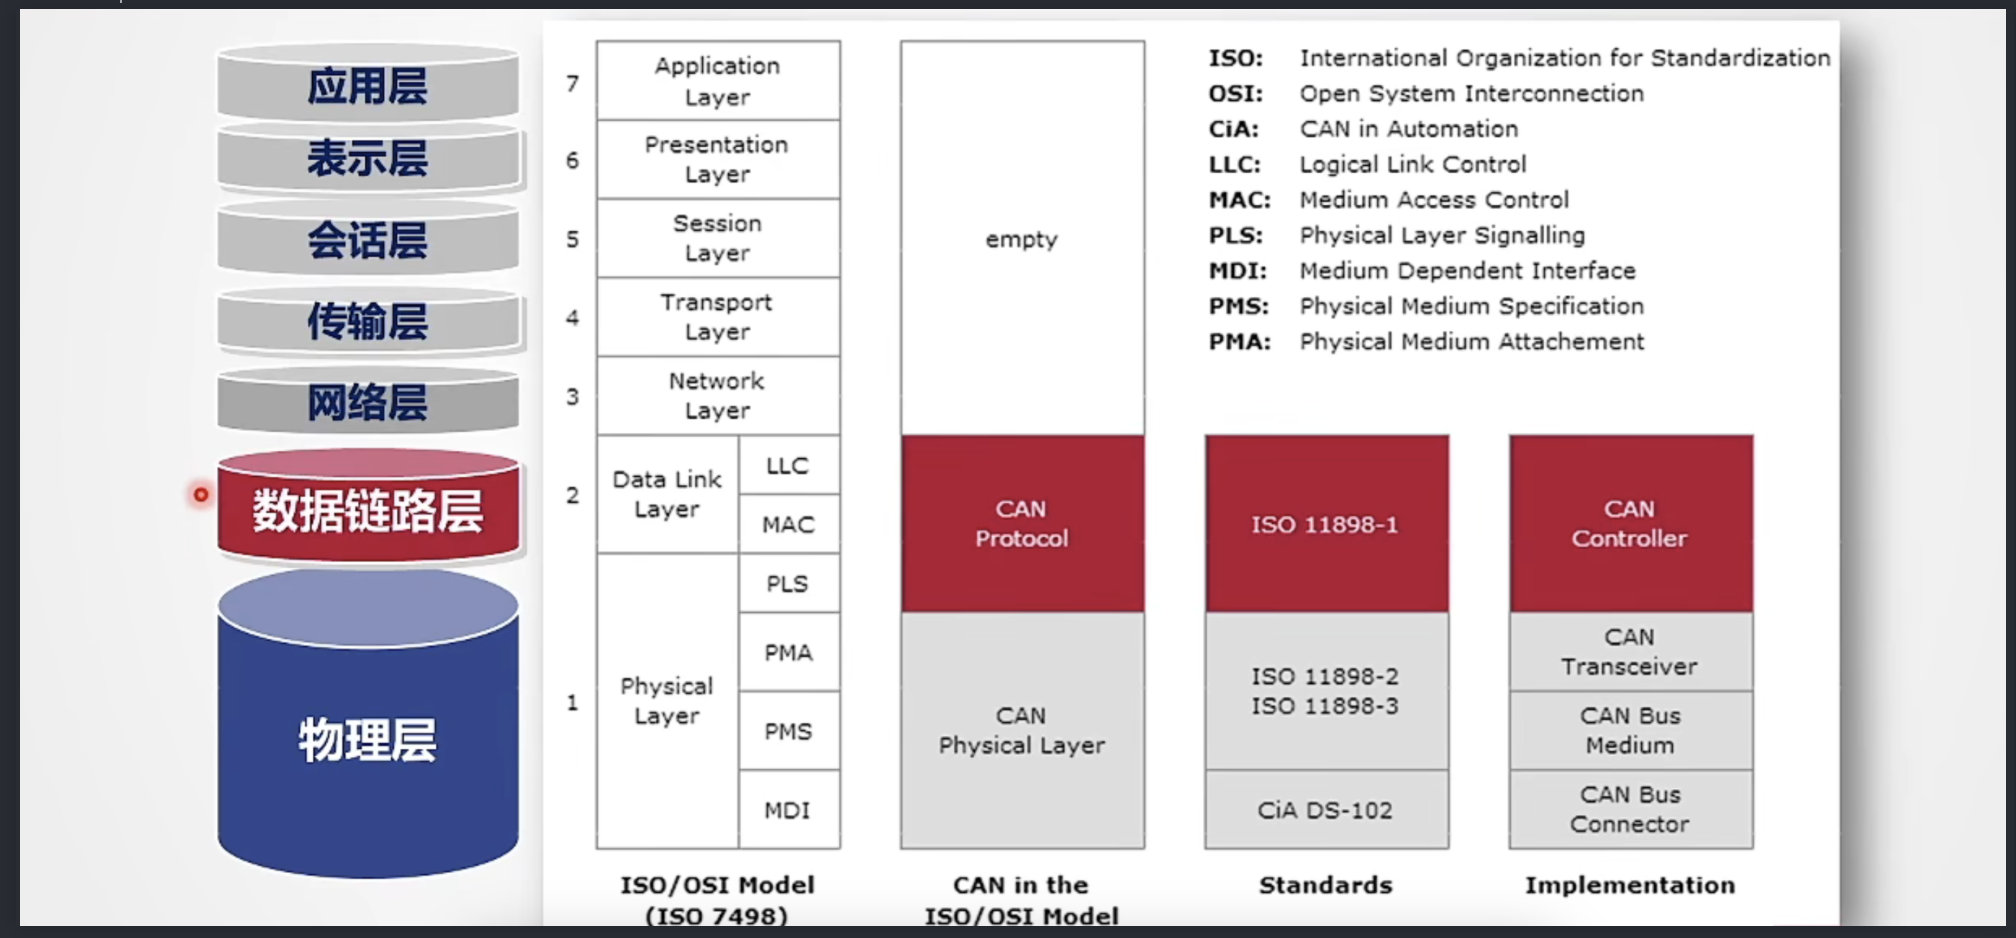 应用层
表示层
会话层
传输层
网络层
数据链路层
物理层
7
Application
Layer
6
Presentation
Layer
5
Session
Layer
4
Transport
Layer
3
Network
Layer
2
Data Link
Layer
LLC
MAC
1
Physical
Layer
PLS
PMA
PMS
MDI
ISO/OSI Model
(ISO 7498)
empty
CAN
Protocol
CAN
Physical Layer
CAN in the
ISO/OSI Model
ISO: International Organization for Standardization
OSI: Open System Interconnection
CiA: CAN in Automation
LLC: Logical Link Control
MAC: Medium Access Control
PLS: Physical Layer Signalling
MDI: Medium Dependent Interface
PMS: Physical Medium Specification
PMA: Physical Medium Attachement
ISO 11898-1
ISO 11898-2
ISO 11898-3
CiA DS-102
Standards
CAN
Controller
CAN
Transceiver
CAN Bus
Medium
CAN Bus
Connector
Implementation